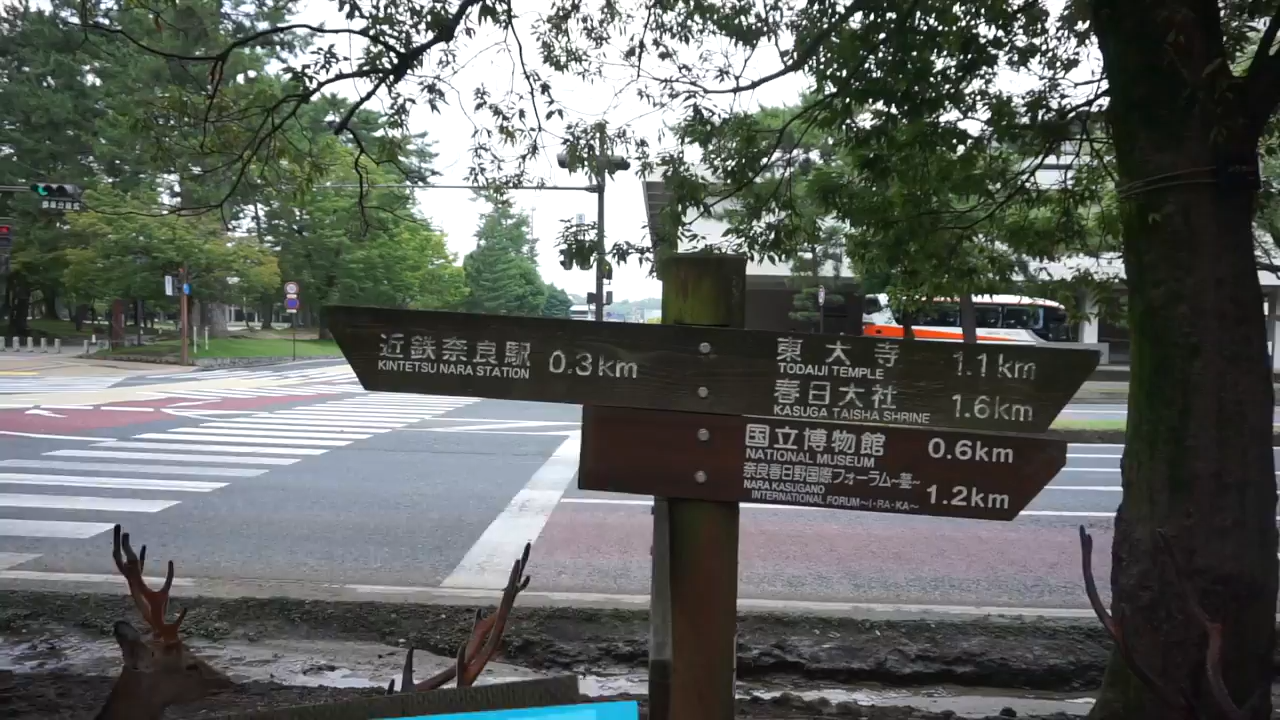 近鉄奈良駅 0.3km
KINTETSU NARA STATION
東大寺 1.1km
TODAIJI TEMPLE
春日大社 1.6km
KASUGA TAISHA SHRINE
国立博物館 0.6km
NATIONAL MUSEUM
奈良春日野国際フォーラム~甍~ 1.2km
NARA KASUGANO
INTERNATIONAL FORUM~I・RA・KA~